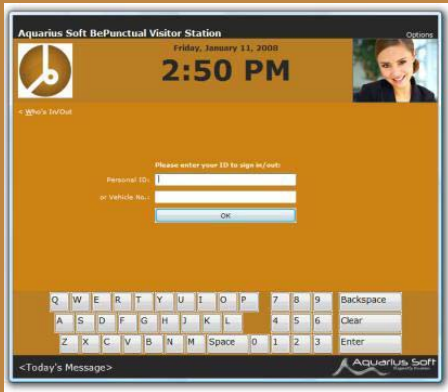 Aquarius Soft BePunctual Visitor Station
Options
Friday, January 11, 2008
2:50 PM
< Who's In/Out
Please enter your ID to sign in/out:
Personal ID:
or Vehicle No.:
OK
Q W E R T Y U I O P 7 8 9 Backspace
A S D F G H J K L 4 5 6 Clear
Z X C V B N M Space 0 1 2 3 Enter
<Today's Message>
Aquarius Soft